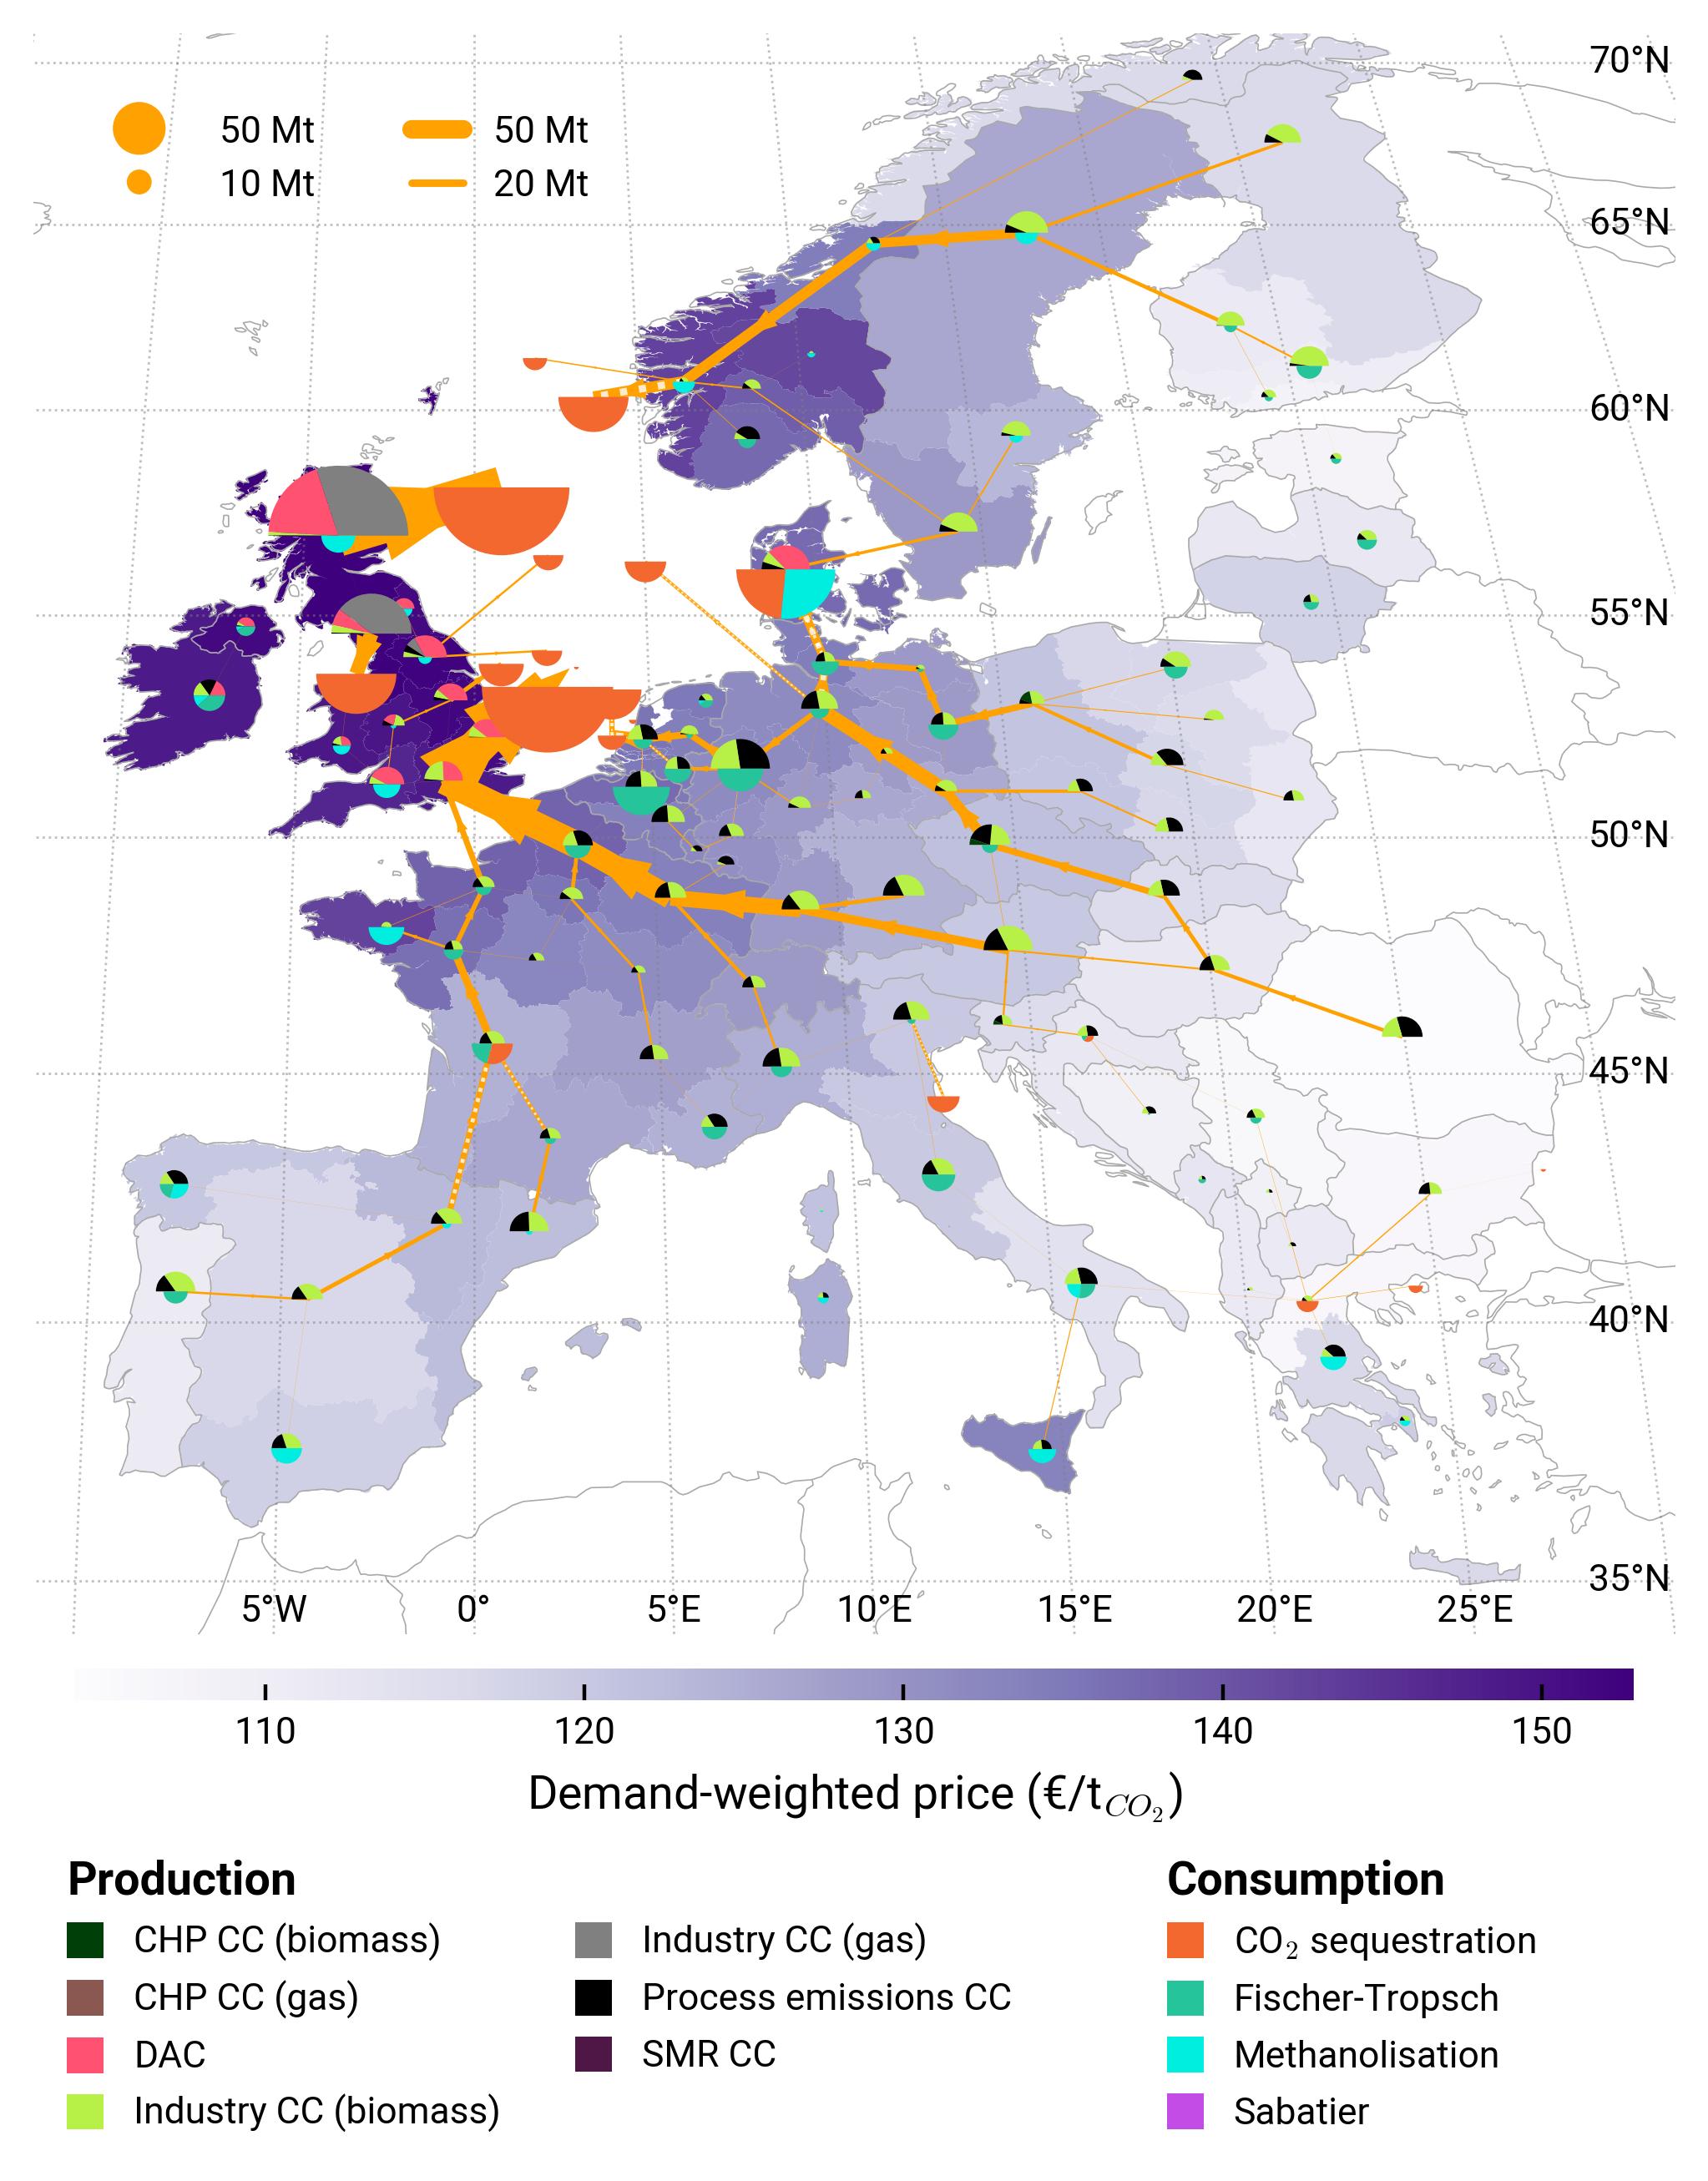 70°N
50 Mt
50 Mt
10 Mt
20 Mt
65°N
60°N
55°N
50°N
45°N
40°N
35°N
5°W
0°
5°E
10°E
15°E
20°E
25°E
110
120
130
140
150
Demand-weighted price (€/t_{CO_2})
Production
Consumption
CHP CC (biomass)
Industry CC (gas)
CO₂ sequestration
CHP CC (gas)
Process emissions CC
Fischer-Tropsch
DAC
SMR CC
Methanolisation
Industry CC (biomass)
Sabatier